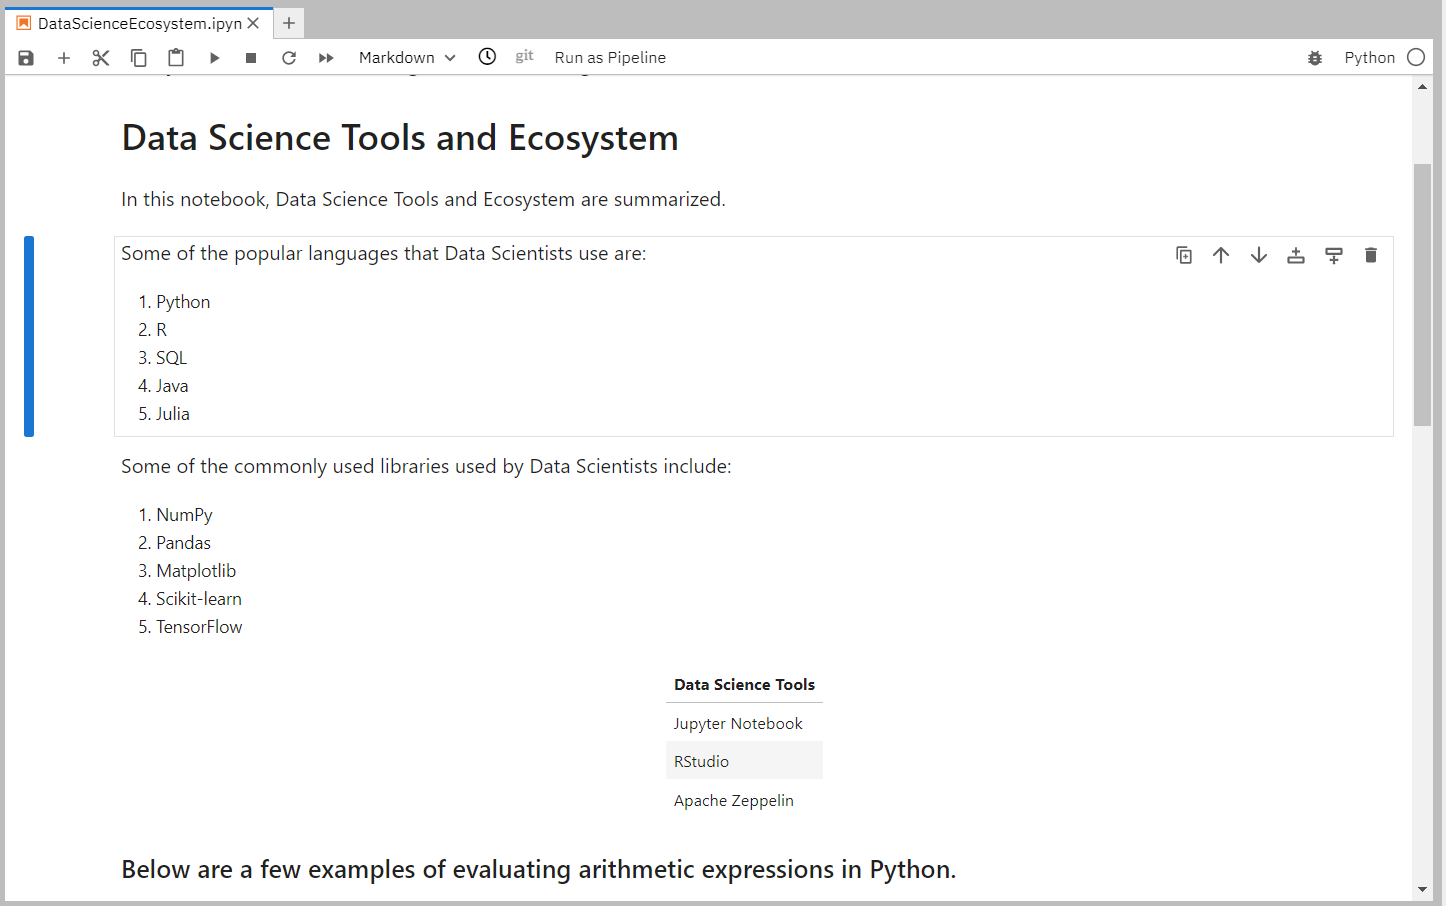 DataScienceEcosystem.ipyn
Markdown git Run as Pipeline Python
Data Science Tools and Ecosystem
In this notebook, Data Science Tools and Ecosystem are summarized.
Some of the popular languages that Data Scientists use are:
1. Python
2. R
3. SQL
4. Java
5. Julia
Some of the commonly used libraries used by Data Scientists include:
1. NumPy
2. Pandas
3. Matplotlib
4. Scikit-learn
5. TensorFlow
Data Science Tools
Jupyter Notebook
RStudio
Apache Zeppelin
Below are a few examples of evaluating arithmetic expressions in Python.